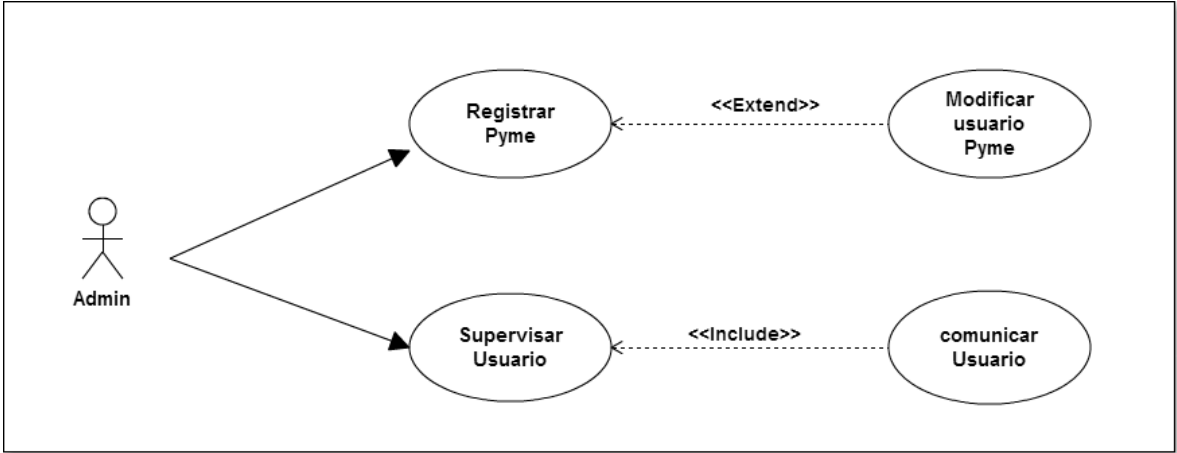 Registrar
Pyme
<<Extend>>
Modificar
usuario
Pyme
Admin
Supervisar
Usuario
<<Include>>
comunicar
Usuario